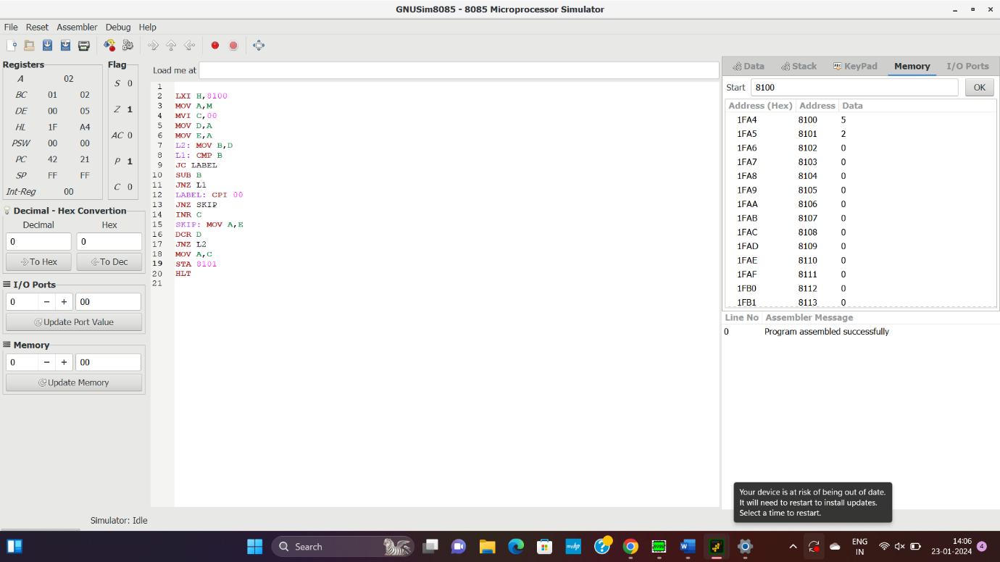 GNUSim8085 - 8085 Microprocessor Simulator
File Reset Assembler Debug Help
Registers
A 02
BC 01 02
DE 00 05
HL 1F A4
PSW 00 00
PC 42 21
SP FF FF
Int-Reg 00
Flag
S 0
Z 1
AC 0
P 1
C 0
Decimal - Hex Convertion
Decimal Hex
0 0
To Hex To Dec
I/O Ports
0 − + 00
Update Port Value
Memory
0 − + 00
Update Memory
Load me at
1
2 LXI H,8100
3 MOV A,M
4 MVI C,00
5 MOV D,A
6 MOV E,A
7 L2: MOV B,D
8 L1: CMP B
9 JC LABEL
10 SUB B
11 JNZ L1
12 LABEL: CPI 00
13 JNZ SKIP
14 INR C
15 SKIP: MOV A,E
16 DCR D
17 JNZ L2
18 MOV A,C
19 STA 8101
20 HLT
21
Data Stack KeyPad Memory I/O Ports
Start 8100 OK
Address (Hex) Address Data
1FA4 8100 5
1FA5 8101 2
1FA6 8102 0
1FA7 8103 0
1FA8 8104 0
1FA9 8105 0
1FAA 8106 0
1FAB 8107 0
1FAC 8108 0
1FAD 8109 0
1FAE 8110 0
1FAF 8111 0
1FB0 8112 0
1FB1 8113 0
Line No Assembler Message
0 Program assembled successfully
Your device is at risk of being out of date.
It will need to restart to install updates.
Select a time to restart.
Simulator: Idle
Search
myhp
ENG
IN
14:06
23-01-2024
4